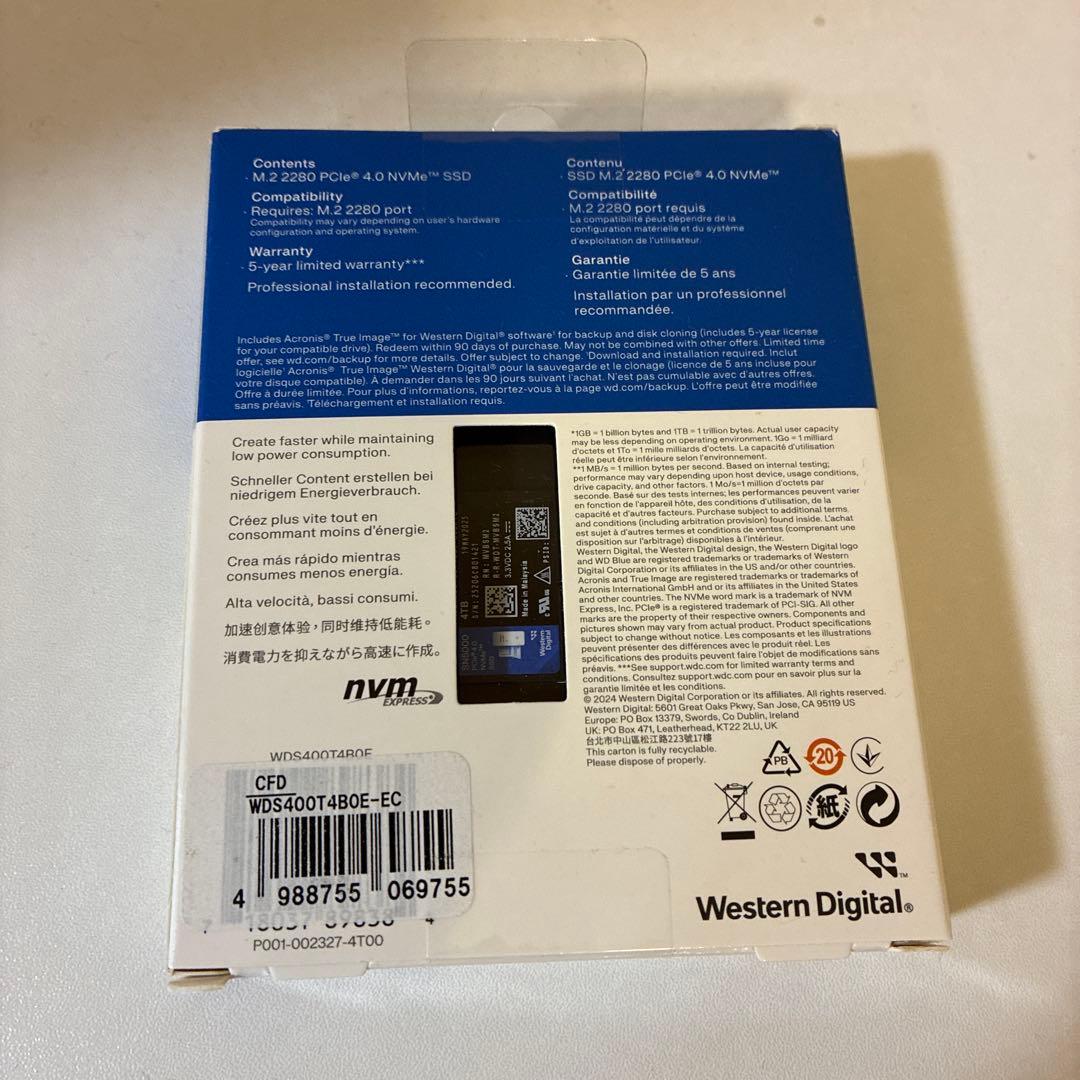 Contents
· M.2 2280 PCIe® 4.0 NVMe™ SSD
Compatibility
· Requires: M.2 2280 port
Compatibility may vary depending on user's hardware
configuration and operating system.
Warranty
· 5-year limited warranty***
Professional installation recommended.
Contenu
· SSD M.2 2280 PCIe® 4.0 NVMe™
Compatibilité
· M.2 2280 port requis
La compatibilité peut dépendre de la
configuration matérielle et du système
d'exploitation de l'utilisateur.
Garantie
· Garantie limitée de 5 ans
Installation par un professionnel
recommandée.
Includes Acronis® True Image™ for Western Digital® software¹ for backup and disk cloning (includes 5-year license
for your compatible drive). Redeem within 90 days of purchase. May not be combined with other offers. Limited time
offer, see wd.com/backup for more details. Offer subject to change. ¹Download and installation required. Inclut
logicielle¹ Acronis® True Image™ Western Digital® pour la sauvegarde et le clonage (licence de 5 ans incluse pour
votre disque compatible). À demander dans les 90 jours suivant l'achat. N'est pas cumulable avec d'autres offres.
Offre à durée limitée. Pour plus d'informations, reportez-vous à la page wd.com/backup. L'offre peut être modifiée
sans préavis. ¹Téléchargement et installation requis.
Create faster while maintaining
low power consumption.
Schneller Content erstellen bei
niedrigem Energieverbrauch.
Créez plus vite tout en
consommant moins d'énergie.
Crea más rápido mientras
consumes menos energía.
Alta velocità, bassi consumi.
加速创意体验，同时维持低能耗。
消費電力を抑えながら高速に作成。
nvm
EXPRESS
SN5000
PCIe® 4.0
NVMe™
SSD
4TB
S/N: 25206C801421
19MAY2025
RN: MVBSM2
R-R-WDT-MVBSM2
3.3VDC 2.5A
Made in Malaysia
PSID:
Western
Digital
*1GB = 1 billion bytes and 1TB = 1 trillion bytes. Actual user capacity
may be less depending on operating environment. 1Go = 1 milliard
d'octets et 1To = 1 mille milliards d'octets. La capacité d'utilisation
réelle peut être inférieure selon l'environnement.
**1 MB/s = 1 million bytes per second. Based on internal testing;
performance may vary depending upon host device, usage conditions,
drive capacity, and other factors. 1 Mo/s=1 million d'octets par
seconde. Basé sur des tests internes; les performances peuvent varier
en fonction de l'appareil hôte, des conditions d'utilisation, de la
capacité et d'autres facteurs. Purchase subject to additional terms
and conditions (including arbitration provision) found inside. L'achat
est sujet à d'autres termes et conditions de ventes (comprenant une
disposition sur l'arbitrage) disponibles à l'intérieur.
Western Digital, the Western Digital design, the Western Digital logo
and WD Blue are registered trademarks or trademarks of Western
Digital Corporation or its affiliates in the US and/or other countries.
Acronis and True Image are registered trademarks or trademarks of
Acronis International GmbH and/or its affiliates in the United States
and other countries. The NVMe word mark is a trademark of NVM
Express, Inc. PCIe® is a registered trademark of PCI-SIG. All other
marks are the property of their respective owners. Components and
pictures shown may vary from actual product. Product specifications
subject to change without notice. Les composants et les illustrations
peuvent présenter des différences avec le produit réel. Les
spécifications des produits peuvent faire l'objet de modifications sans
préavis. ***See support.wdc.com for limited warranty terms and
conditions. Consultez support.wdc.com pour en savoir plus sur la
garantie limitée et les conditions.
© 2024 Western Digital Corporation or its affiliates. All rights reserved.
Western Digital: 5601 Great Oaks Pkwy, San Jose, CA 95119 US
Europe: PO Box 13379, Swords, Co Dublin, Ireland
UK: PO Box 471, Leatherhead, KT22 2LU, UK
台北市中山區松江路223號17樓
This carton is fully recyclable.
Please dispose of properly.
PB
20
紙
WDS400T4B0E
CFD
WDS400T4B0E-EC
4 988755 069755
P001-002327-4T00
Western Digital®